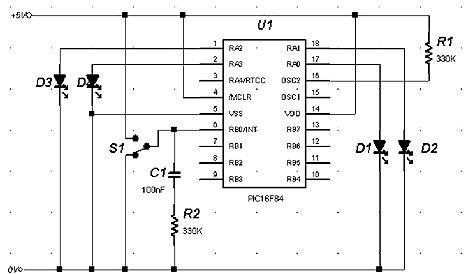 +5V
U1
1 RA2 RA1 18
2 RA3 RA0 17
R1
330K
3 RA4/RTCC OSC2 16
D3
D4
4 /MCLR OSC1 15
5 VSS VDD 14
6 RB0/INT RB7 13
S1
7 RB1 RB6 12
D1
D2
8 RB2 RB5 11
C1
100nF
9 RB3 RB4 10
PIC16F84
R2
330K
0V